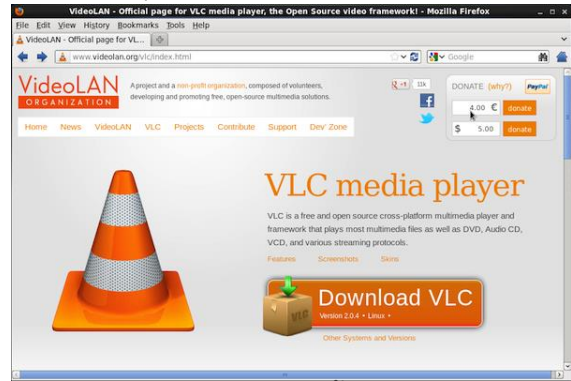 VideoLAN - Official page for VLC media player, the Open Source video framework! - Mozilla Firefox
File Edit View History Bookmarks Tools Help
VideoLAN - Official page for VL...
www.videolan.org/vlc/index.html
Google
VideoLAN
ORGANIZATION
A project and a non-profit organization, composed of volunteers,
developing and promoting free, open-source multimedia solutions.
+1
DONATE (why?) PayPal
4.00 € donate
$ 5.00 donate
Home News VideoLAN VLC Projects Contribute Support Dev' Zone
VLC media player
VLC is a free and open source cross-platform multimedia player and
framework that plays most multimedia files as well as DVD, Audio CD,
VCD, and various streaming protocols.
Features Screenshots Skins
VLC
Download VLC
Version 2.0.4 • Linux •
Other Systems and Versions